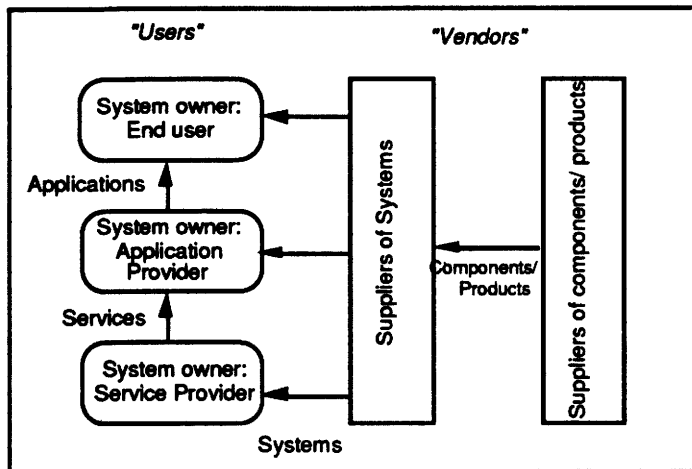 "Users"
"Vendors"
System owner:
End user
Applications
System owner:
Application
Provider
Services
System owner:
Service Provider
Systems
Suppliers of Systems
Components/
Products
Suppliers of components/ products